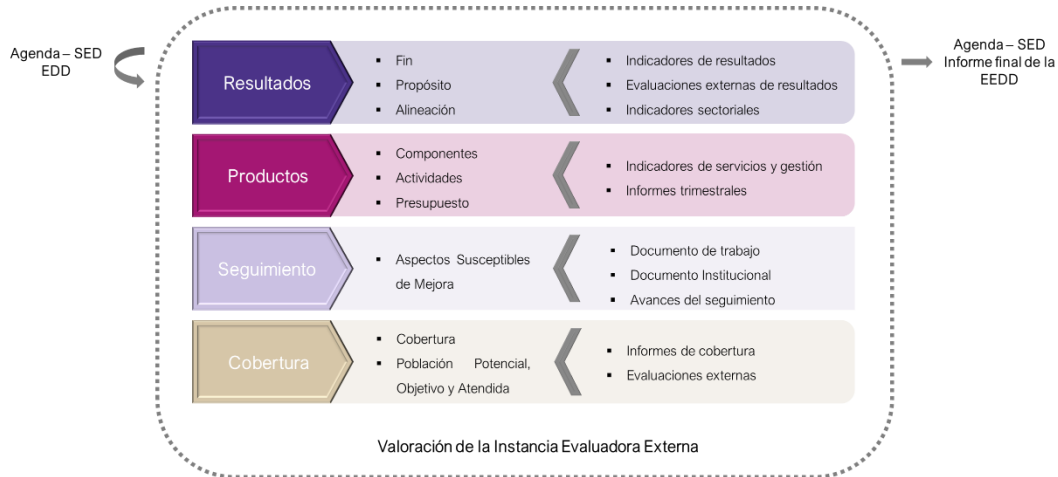 Agenda – SED
EDD
Resultados
▪ Fin
▪ Propósito
▪ Alineación
▪ Indicadores de resultados
▪ Evaluaciones externas de resultados
▪ Indicadores sectoriales
Agenda – SED
Informe final de la
EEDD
Productos
▪ Componentes
▪ Actividades
▪ Presupuesto
▪ Indicadores de servicios y gestión
▪ Informes trimestrales
Seguimiento
▪ Aspectos Susceptibles
de Mejora
▪ Documento de trabajo
▪ Documento Institucional
▪ Avances del seguimiento
Cobertura
▪ Cobertura
▪ Población Potencial,
Objetivo y Atendida
▪ Informes de cobertura
▪ Evaluaciones externas
Valoración de la Instancia Evaluadora Externa